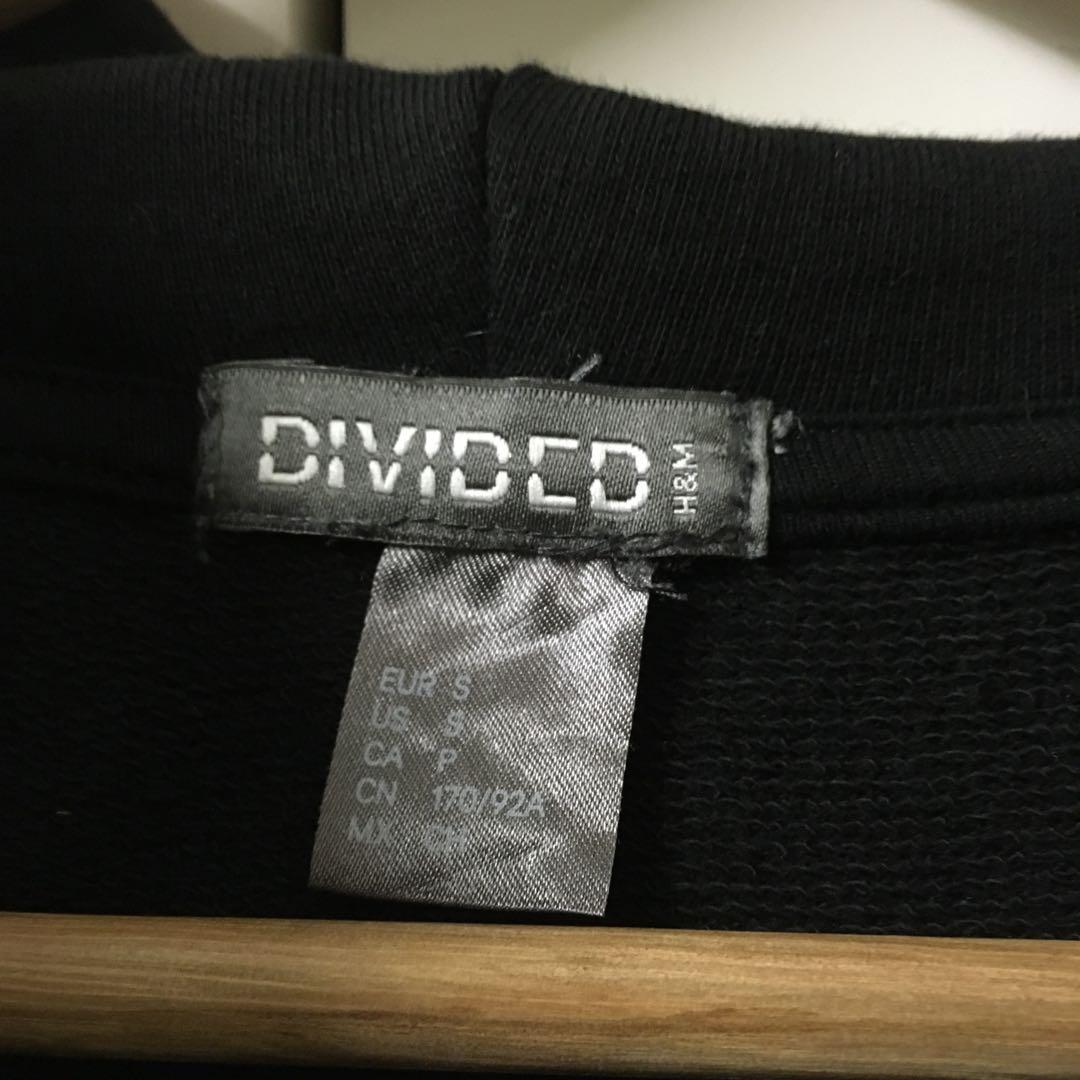 DIVIDED H&M
EUR S
US S
CA P
CN 170/92A
MX CH